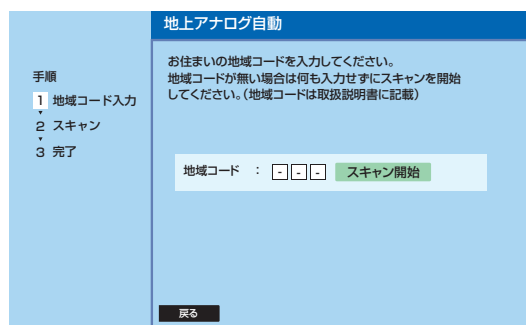 地上アナログ自動
お住まいの地域コードを入力してください。
地域コードが無い場合は何も入力せずにスキャンを開始
してください。(地域コードは取扱説明書に記載)
手順
1 地域コード入力
2 スキャン
3 完了
地域コード : - - - スキャン開始
戻る